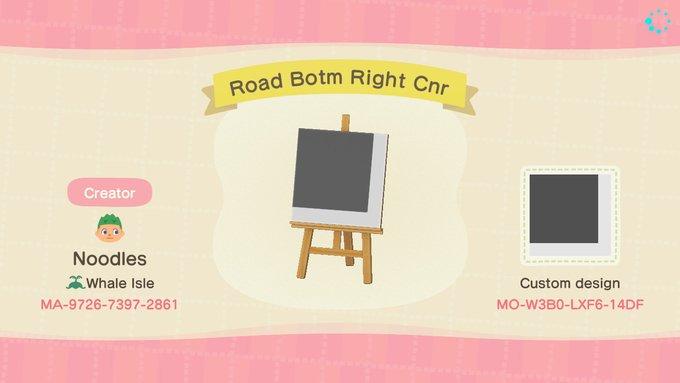 Road Botm Right Cnr
Creator
Noodles
Whale Isle
MA-9726-7397-2861
Custom design
MO-W3B0-LXF6-14DF